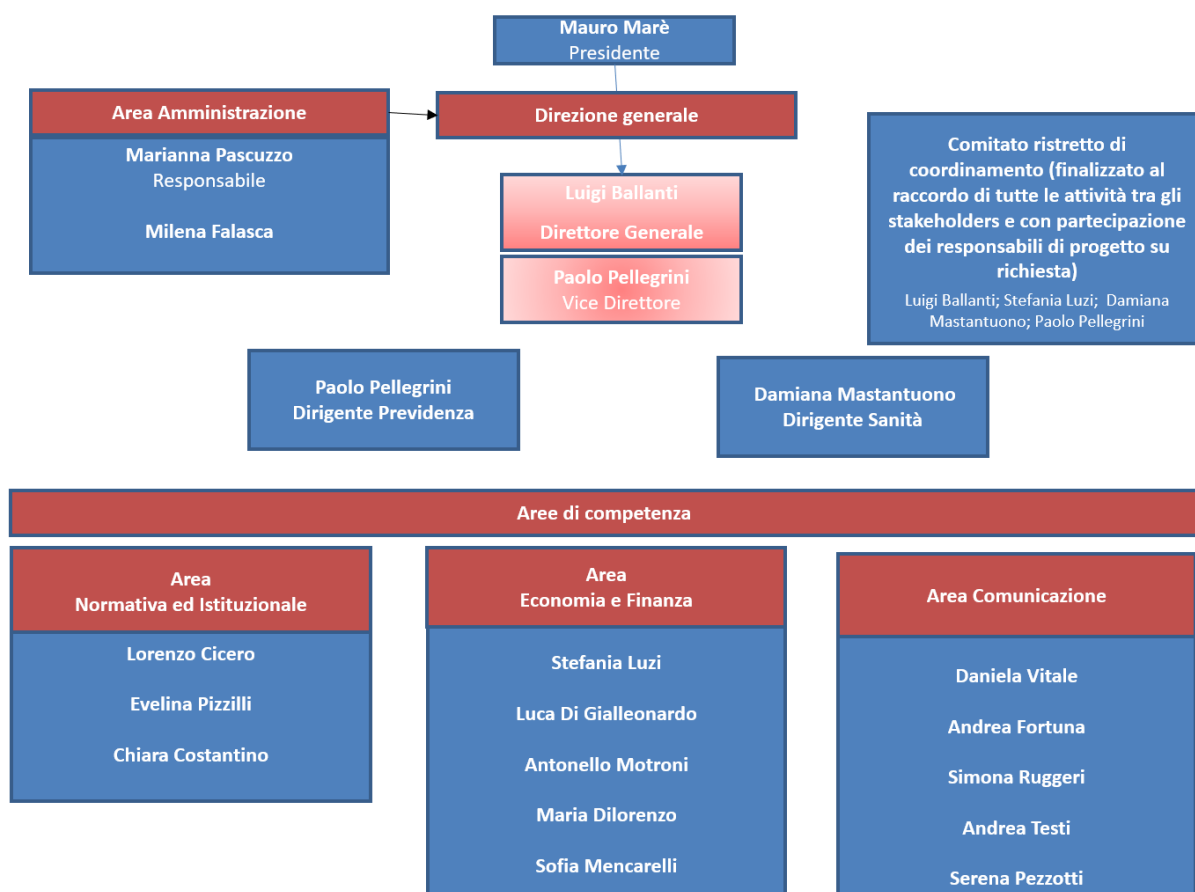 Mauro Marè
Presidente
Area Amministrazione
Direzione generale
Marianna Pascuzzo
Responsabile
Milena Falasca
Luigi Ballanti
Direttore Generale
Paolo Pellegrini
Vice Direttore
Comitato ristretto di
coordinamento (finalizzato al
raccordo di tutte le attività tra gli
stakeholders e con partecipazione
dei responsabili di progetto su
richiesta)
Luigi Ballanti; Stefania Luzi; Damiana
Mastantuono; Paolo Pellegrini
Paolo Pellegrini
Dirigente Previdenza
Damiana Mastantuono
Dirigente Sanità
Aree di competenza
Area
Normativa ed Istituzionale
Lorenzo Cicero
Evelina Pizzilli
Chiara Costantino
Area
Economia e Finanza
Stefania Luzi
Luca Di Gialleonardo
Antonello Motroni
Maria Dilorenzo
Sofia Mencarelli
Area Comunicazione
Daniela Vitale
Andrea Fortuna
Simona Ruggeri
Andrea Testi
Serena Pezzotti